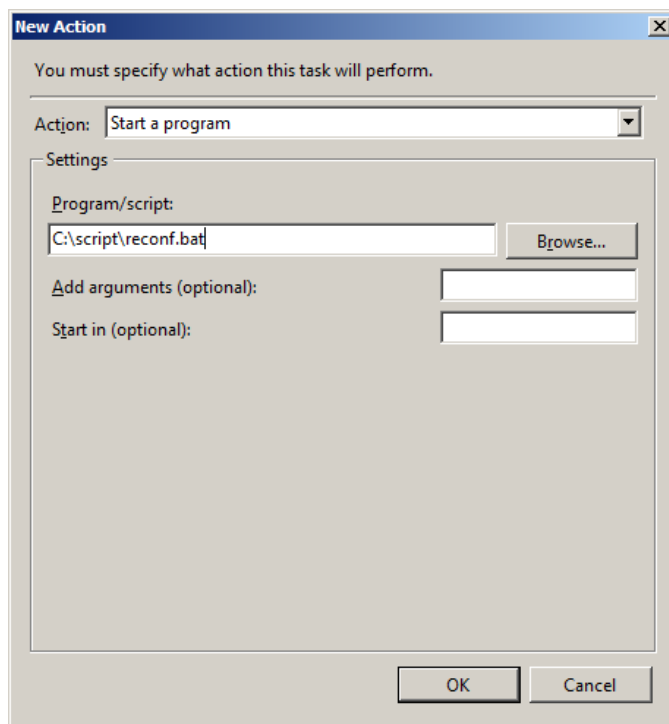 New Action
You must specify what action this task will perform.
Action: Start a program
Settings
Program/script:
C:\script\reconf.bat Browse...
Add arguments (optional):
Start in (optional):
OK Cancel